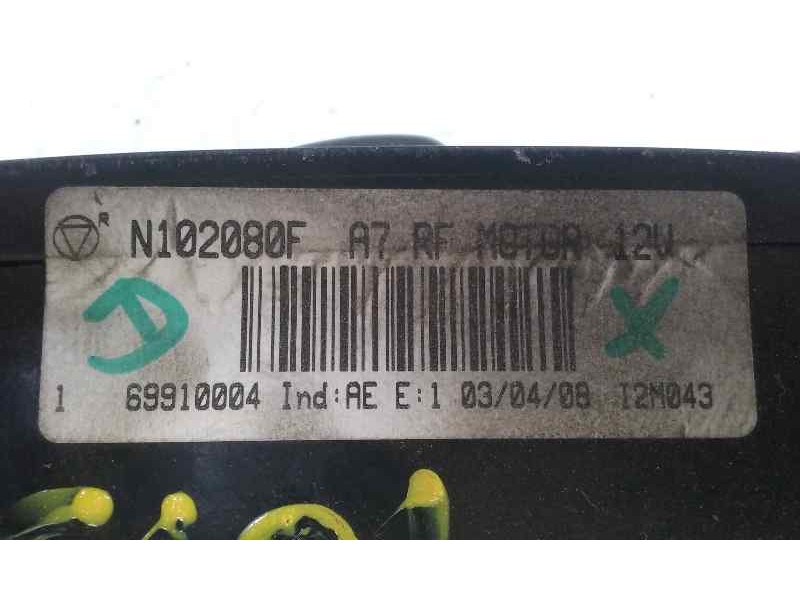 R N102080F A7 RF MOTOR 12V
D X
1 69910004 Ind:AE E:1 03/04/08 I2M043